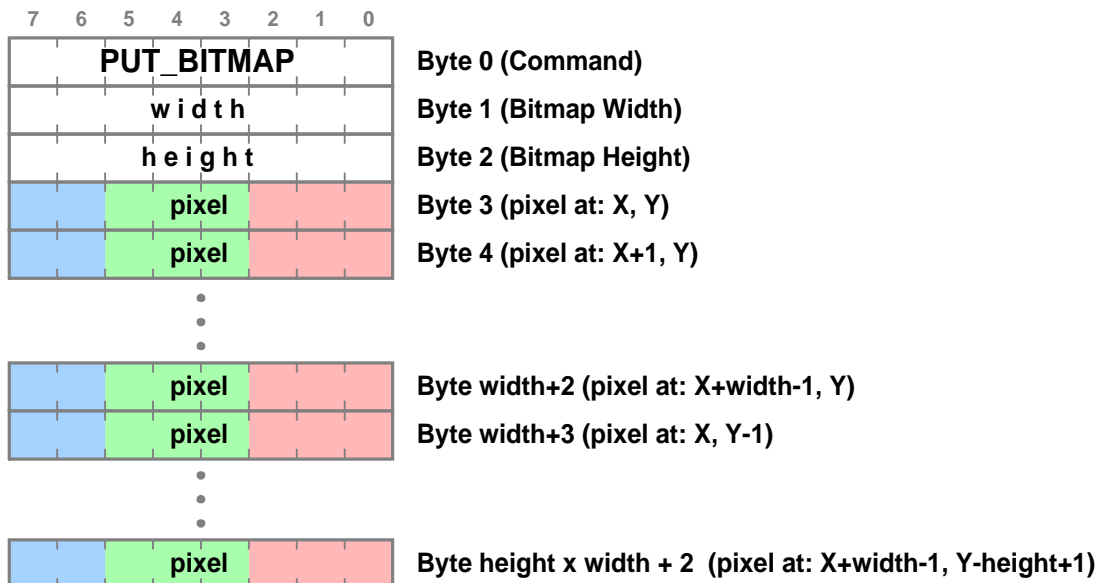 7 6 5 4 3 2 1 0
PUT_BITMAP Byte 0 (Command)
width Byte 1 (Bitmap Width)
height Byte 2 (Bitmap Height)
pixel Byte 3 (pixel at: X, Y)
pixel Byte 4 (pixel at: X+1, Y)
pixel Byte width+2 (pixel at: X+width-1, Y)
pixel Byte width+3 (pixel at: X, Y-1)
pixel Byte height x width + 2 (pixel at: X+width-1, Y-height+1)